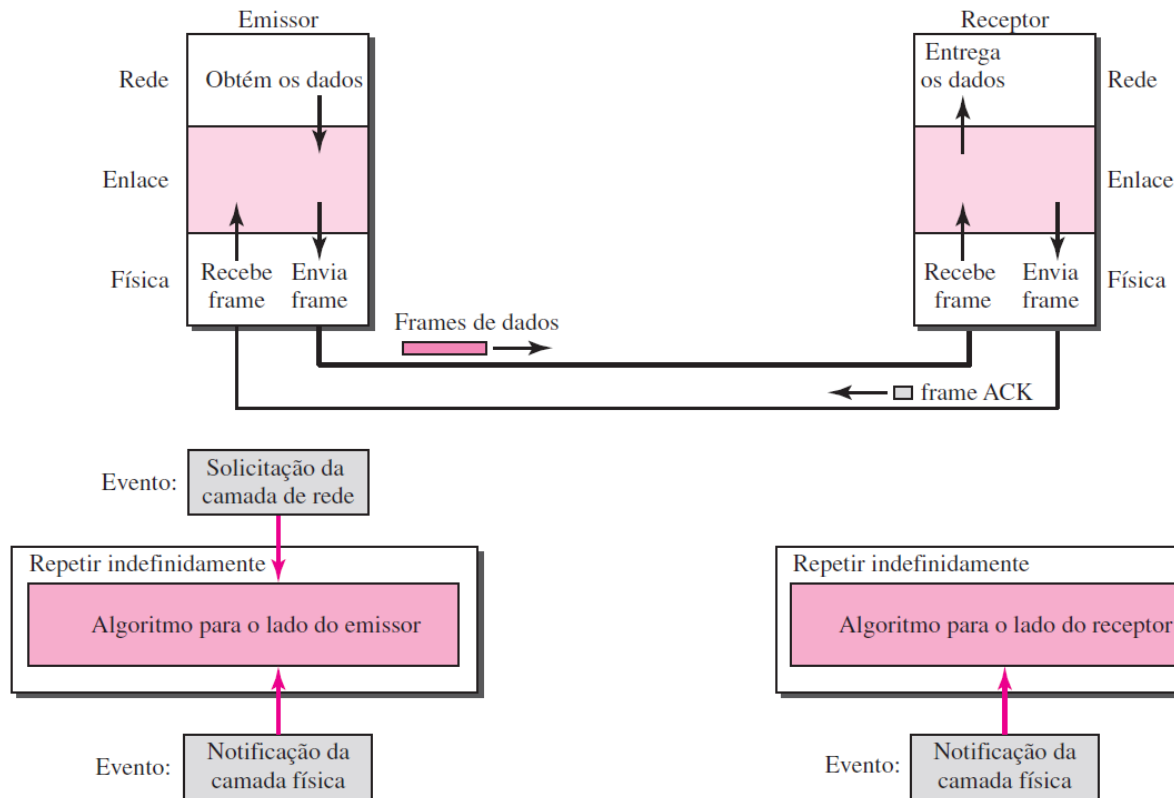 Emissor
Receptor
Rede
Obtém os dados
Entrega
os dados
Rede
Enlace
Enlace
Física
Recebe
frame
Envia
frame
Recebe
frame
Envia
frame
Física
Frames de dados
frame ACK
Evento:
Solicitação da
camada de rede
Repetir indefinidamente
Algoritmo para o lado do emissor
Repetir indefinidamente
Algoritmo para o lado do receptor
Evento:
Notificação da
camada física
Evento:
Notificação da
camada física